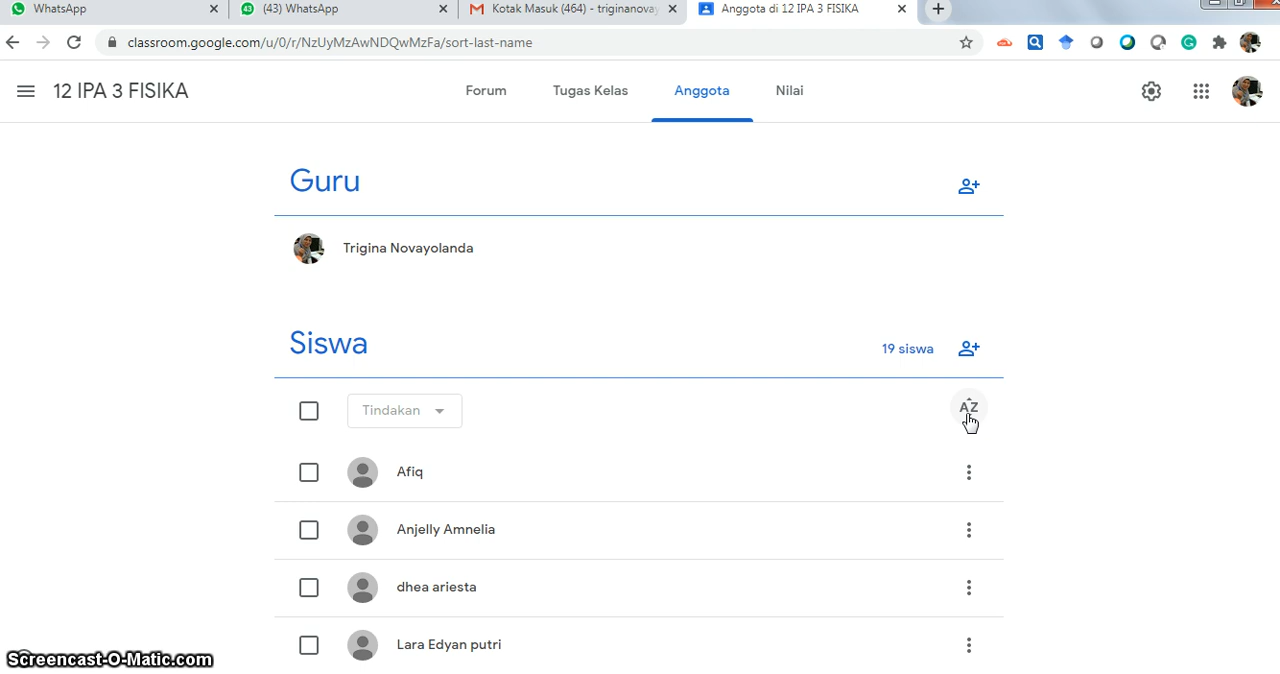 WhatsApp
(43) WhatsApp
Kotak Masuk (464) - triginanovay
Anggota di 12 IPA 3 FISIKA
classroom.google.com/u/0/r/NzUyMzAwNDQwMzFa/sort-last-name
12 IPA 3 FISIKA
Forum
Tugas Kelas
Anggota
Nilai
Guru
Trigina Novayolanda
Siswa
19 siswa
Tindakan
AZ
Afiq
Anjelly Amnelia
dhea ariesta
Lara Edyan putri
Screencast-O-Matic.com